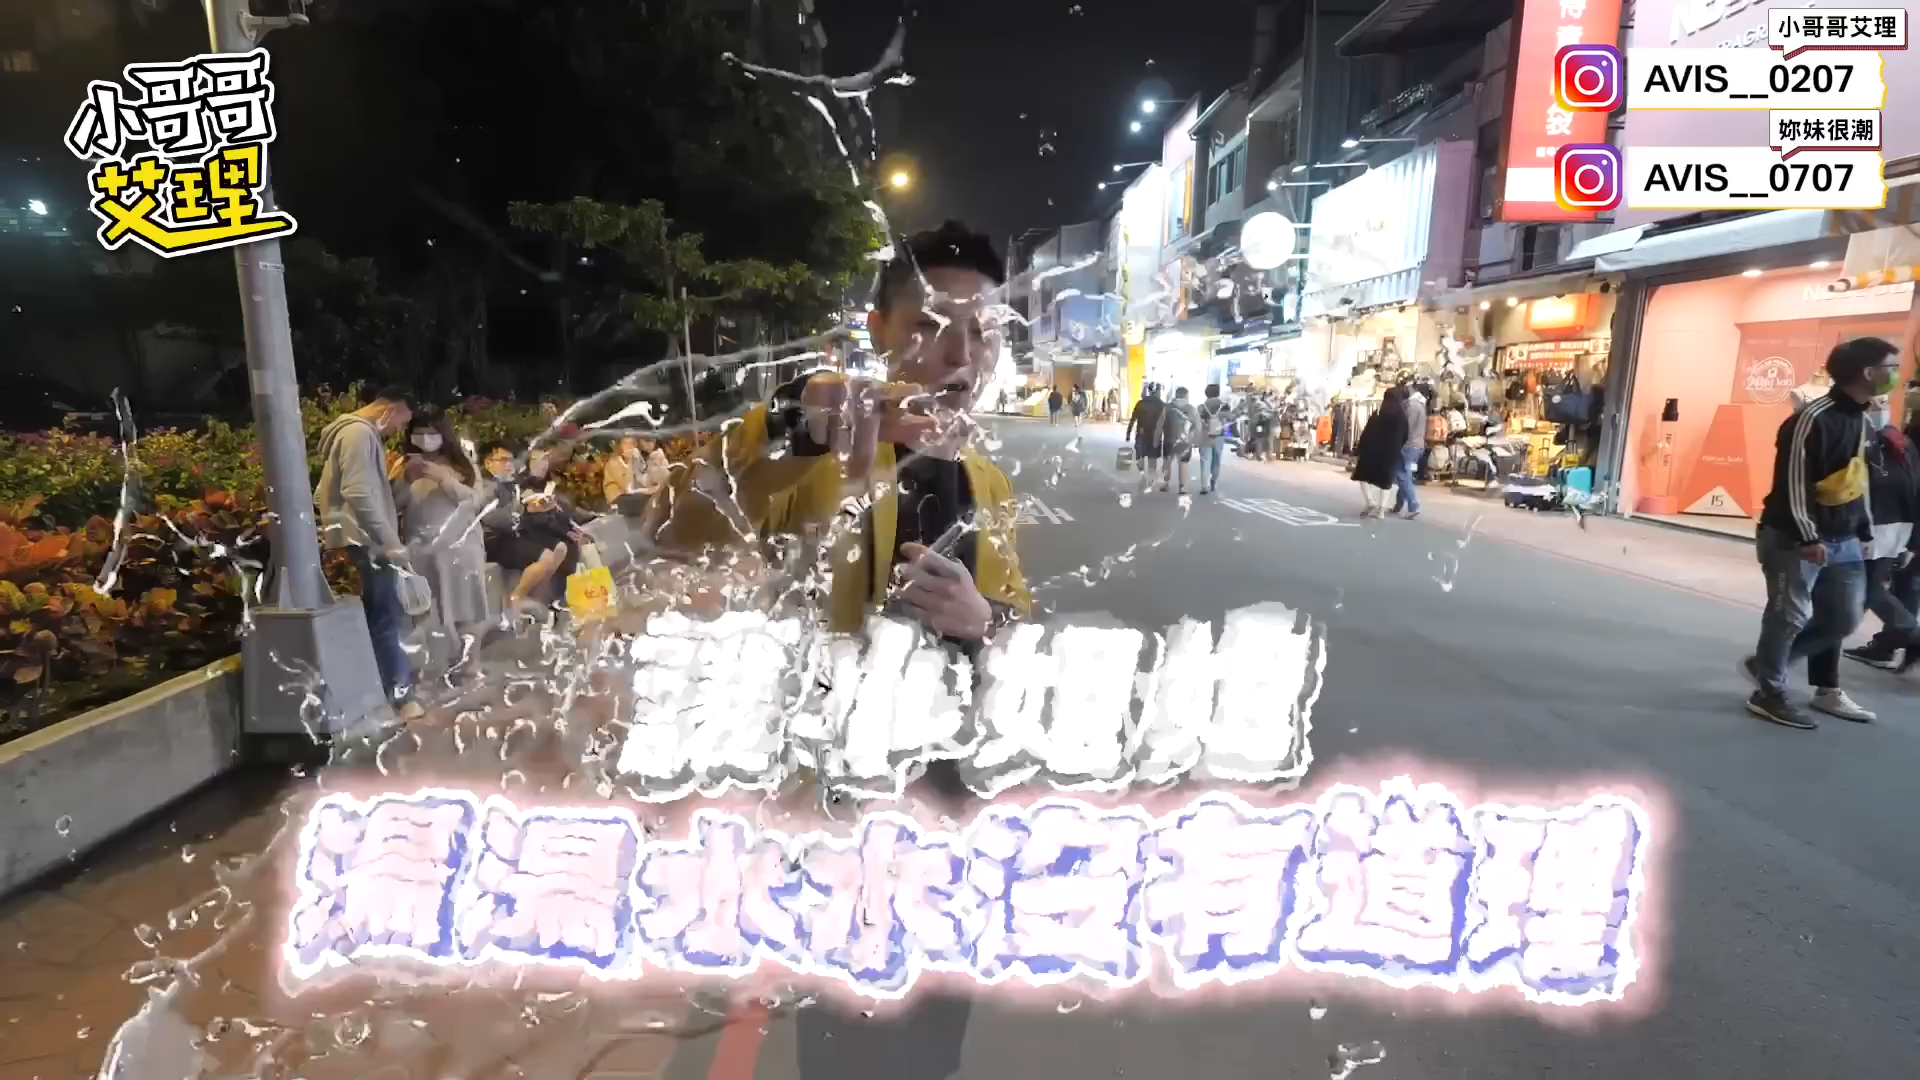 小哥哥
艾理
小哥哥艾理
AVIS__0207
妳妹很潮
AVIS__0707
讓小姐姐
濕濕水水沒有道理